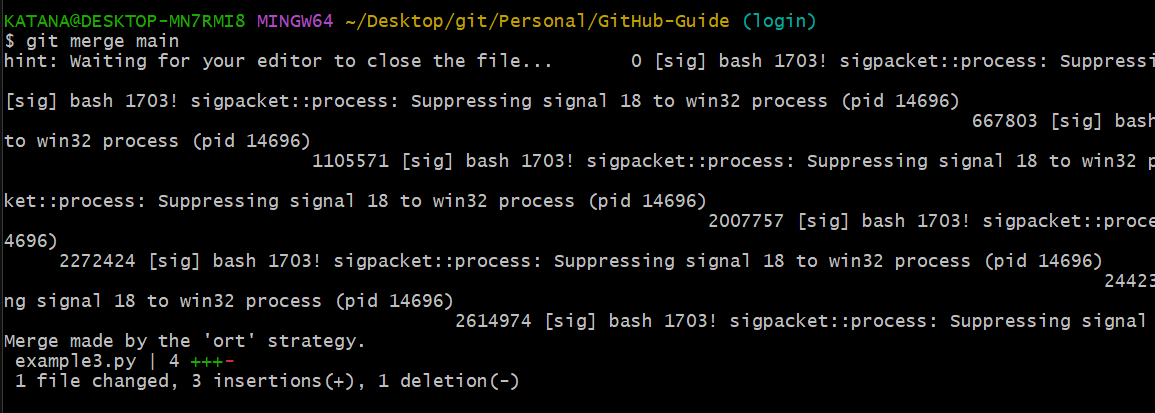 KATANA@DESKTOP-MN7RMI8 MINGW64 ~/Desktop/git/Personal/GitHub-Guide (login)
$ git merge main
hint: Waiting for your editor to close the file...      0 [sig] bash 1703! sigpacket::process: Suppressi
[sig] bash 1703! sigpacket::process: Suppressing signal 18 to win32 process (pid 14696)
667803 [sig] bash
to win32 process (pid 14696)
1105571 [sig] bash 1703! sigpacket::process: Suppressing signal 18 to win32 p
ket::process: Suppressing signal 18 to win32 process (pid 14696)
2007757 [sig] bash 1703! sigpacket::proce
4696)
2272424 [sig] bash 1703! sigpacket::process: Suppressing signal 18 to win32 process (pid 14696)
24423
ng signal 18 to win32 process (pid 14696)
2614974 [sig] bash 1703! sigpacket::process: Suppressing signal
Merge made by the 'ort' strategy.
 example3.py | 4 +++-
 1 file changed, 3 insertions(+), 1 deletion(-)